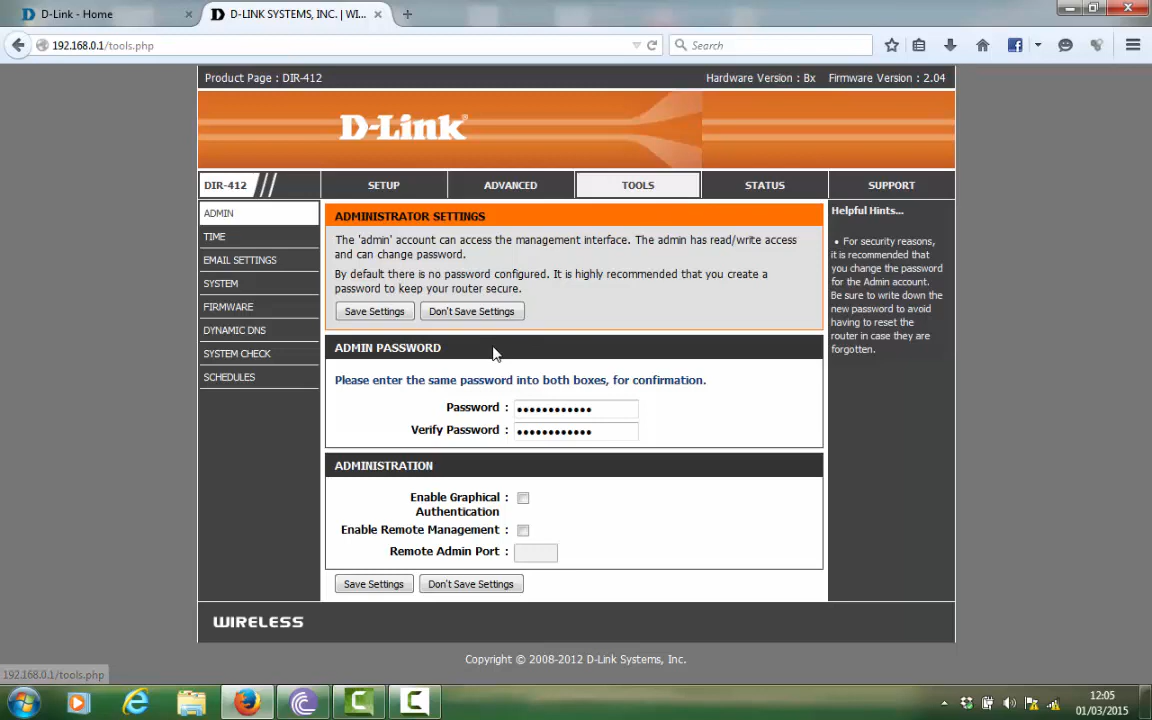 D-Link - Home
D-LINK SYSTEMS, INC. | WI...
192.168.0.1/tools.php
Search
Product Page : DIR-412
Hardware Version : Bx
Firmware Version : 2.04
D-Link
DIR-412
SETUP
ADVANCED
TOOLS
STATUS
SUPPORT
ADMIN
TIME
EMAIL SETTINGS
SYSTEM
FIRMWARE
DYNAMIC DNS
SYSTEM CHECK
SCHEDULES
ADMINISTRATOR SETTINGS
The 'admin' account can access the management interface. The admin has read/write access
and can change password.
By default there is no password configured. It is highly recommended that you create a
password to keep your router secure.
Save Settings
Don't Save Settings
ADMIN PASSWORD
Please enter the same password into both boxes, for confirmation.
Password : ••••••••••••
Verify Password : ••••••••••••
ADMINISTRATION
Enable Graphical :
Authentication
Enable Remote Management :
Remote Admin Port :
Save Settings
Don't Save Settings
Helpful Hints...
• For security reasons,
it is recommended that
you change the password
for the Admin account.
Be sure to write down the
new password to avoid
having to reset the
router in case they are
forgotten.
WIRELESS
Copyright © 2008-2012 D-Link Systems, Inc.
192.168.0.1/tools.php
12:05
01/03/2015